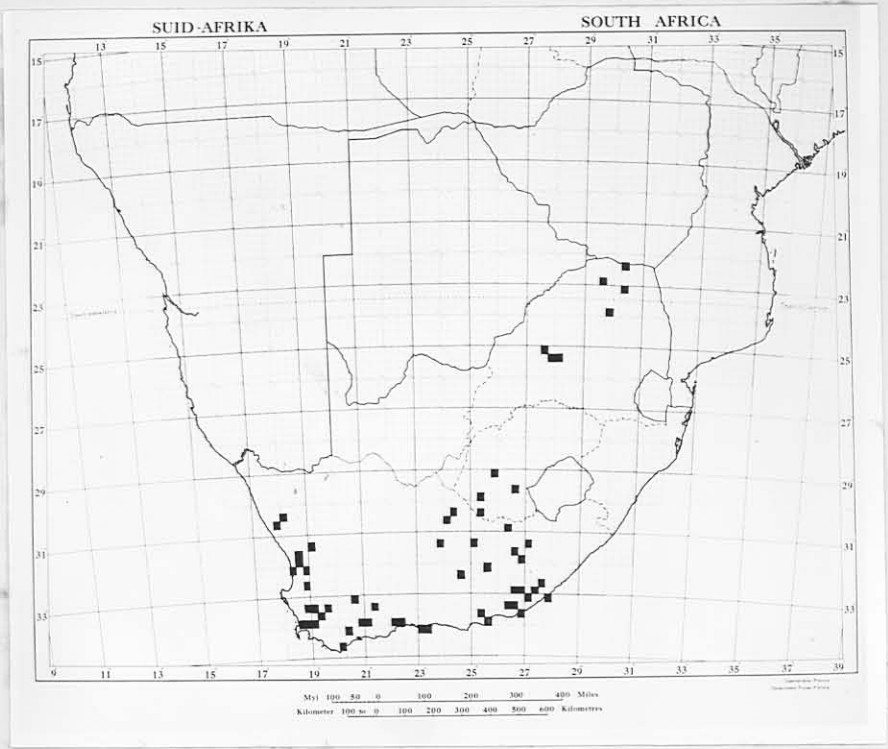 SUID-AFRIKA SOUTH AFRICA
13 15 17 19 21 23 25 27 29 31 33 35
15 15
17 17
19 19
21 21
23 23
25 25
27 27
29 29
31 31
33 33
9 11 13 15 17 19 21 23 25 27 29 31 33 35 37 39
Myl 100 50 0 100 200 300 400 Miles
Kilometer 100 50 0 100 200 300 400 500 600 Kilometres